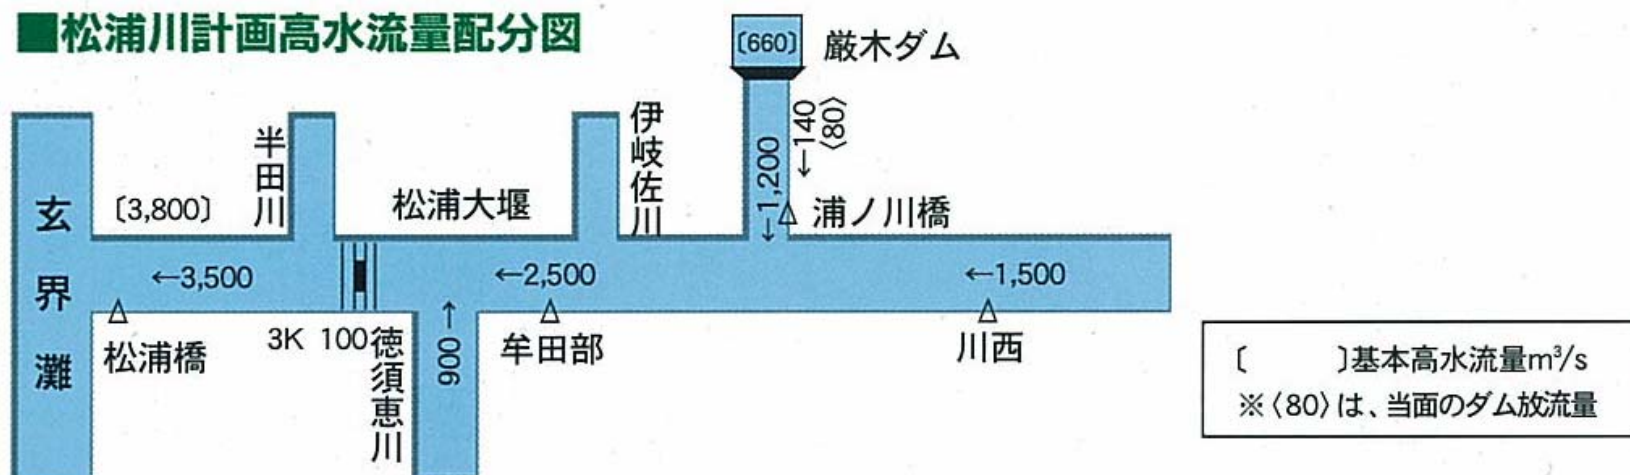 ■松浦川計画高水流量配分図
〔660〕
厳木ダム
←140
〈80〉
←1,200
浦ノ川橋
伊岐佐川
松浦大堰
半田川
〔3,800〕
玄界灘
←3,500
←2,500
←1,500
松浦橋
3K 100
徳須恵川
900→
牟田部
川西
〔 〕基本高水流量m³/s
※〈80〉は、当面のダム放流量